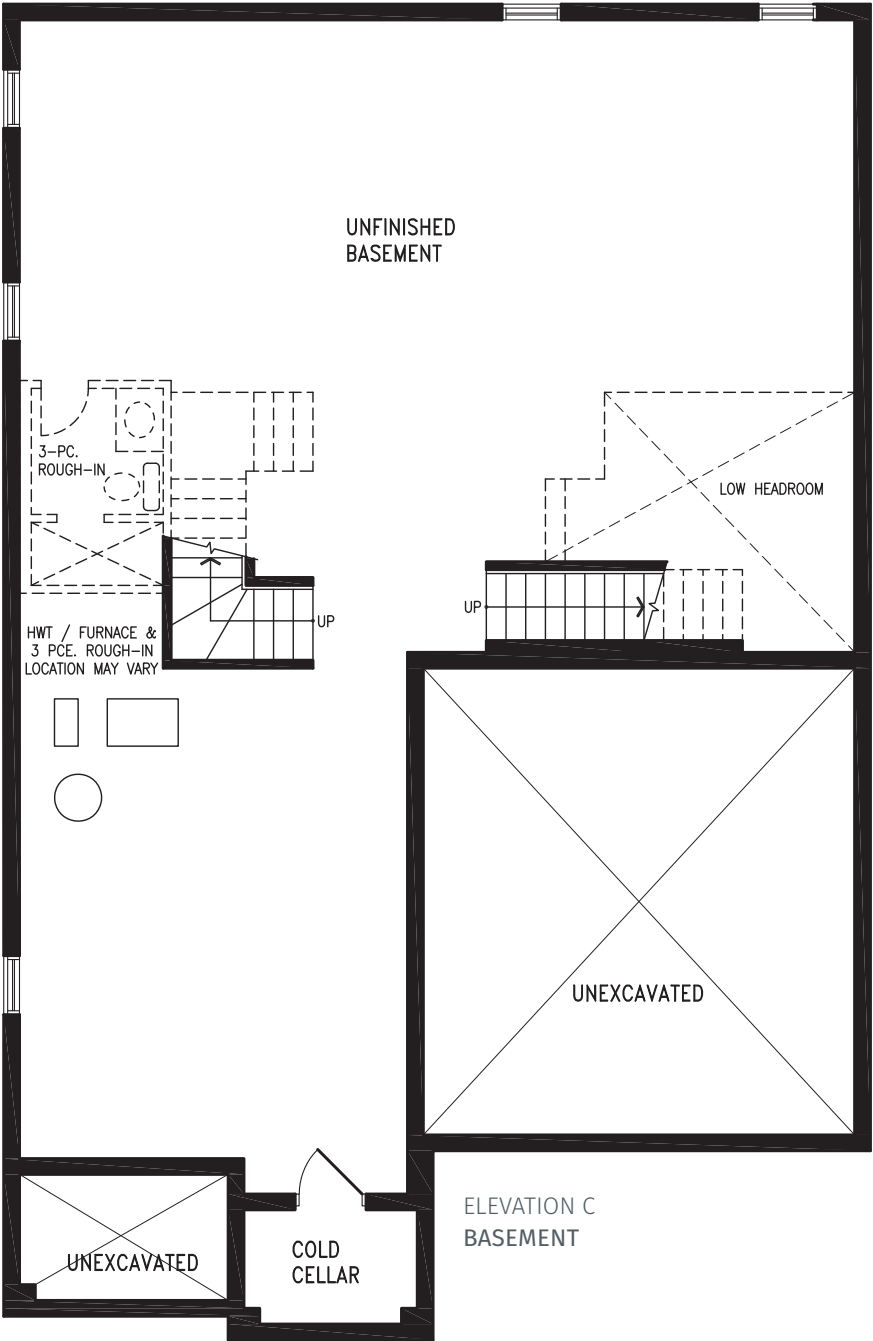 UNFINISHED
BASEMENT
3-PC.
ROUGH-IN
LOW HEADROOM
UP
UP
HWT / FURNACE &
3 PCE. ROUGH-IN
LOCATION MAY VARY
UNEXCAVATED
ELEVATION C
BASEMENT
COLD
CELLAR
UNEXCAVATED